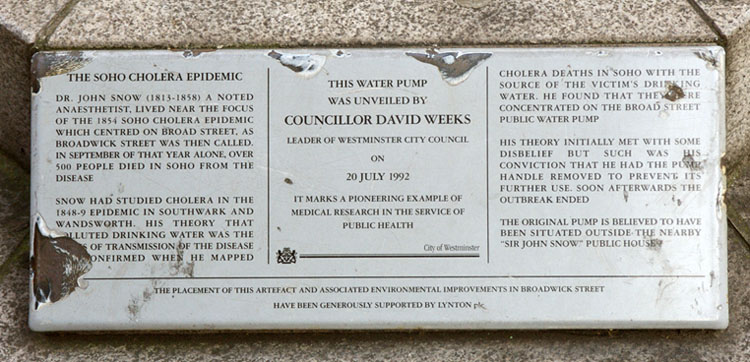 THE SOHO CHOLERA EPIDEMIC
DR. JOHN SNOW (1813-1858) A NOTED
ANAESTHETIST, LIVED NEAR THE FOCUS
OF THE 1854 SOHO CHOLERA EPIDEMIC
WHICH CENTRED ON BROAD STREET, AS
BROADWICK STREET WAS THEN CALLED.
IN SEPTEMBER OF THAT YEAR ALONE, OVER
500 PEOPLE DIED IN SOHO FROM THE
DISEASE
SNOW HAD STUDIED CHOLERA IN THE
1848-9 EPIDEMIC IN SOUTHWARK AND
WANDSWORTH. HIS THEORY THAT
LLUTED DRINKING WATER WAS THE
OF TRANSMISSION OF THE DISEASE
ONFIRMED WHEN HE MAPPED
THIS WATER PUMP
WAS UNVEILED BY
COUNCILLOR DAVID WEEKS
LEADER OF WESTMINSTER CITY COUNCIL
ON
20 JULY 1992
IT MARKS A PIONEERING EXAMPLE OF
MEDICAL RESEARCH IN THE SERVICE OF
PUBLIC HEALTH
City of Westminster
CHOLERA DEATHS IN SOHO WITH THE
SOURCE OF THE VICTIM'S DRINKING
WATER. HE FOUND THAT THEY WERE
CONCENTRATED ON THE BROAD STREET
PUBLIC WATER PUMP
HIS THEORY INITIALLY MET WITH SOME
DISBELIEF BUT SUCH WAS HIS
CONVICTION THAT HE HAD THE PUMP
HANDLE REMOVED TO PREVENT ITS
FURTHER USE. SOON AFTERWARDS THE
OUTBREAK ENDED
THE ORIGINAL PUMP IS BELIEVED TO HAVE
BEEN SITUATED OUTSIDE THE NEARBY
"SIR JOHN SNOW" PUBLIC HOUSE
THE PLACEMENT OF THIS ARTEFACT AND ASSOCIATED ENVIRONMENTAL IMPROVEMENTS IN BROADWICK STREET
HAVE BEEN GENEROUSLY SUPPORTED BY LYNTON plc